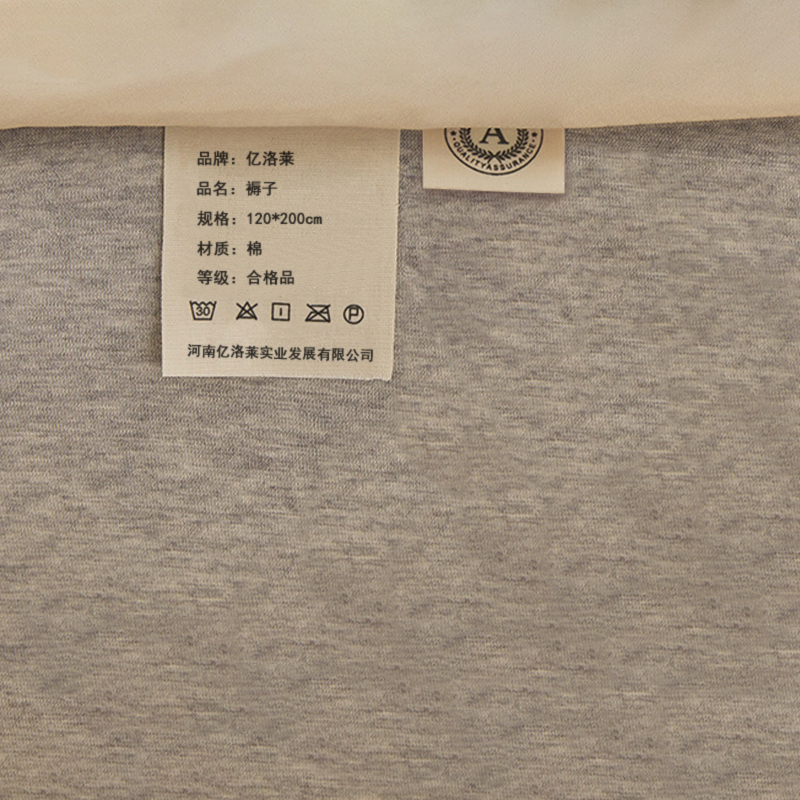 品牌：亿洛莱
品名：褥子
规格：120*200cm
材质：棉
等级：合格品
30 P
河南亿洛莱实业发展有限公司
A
QUALITY ASSURANCE